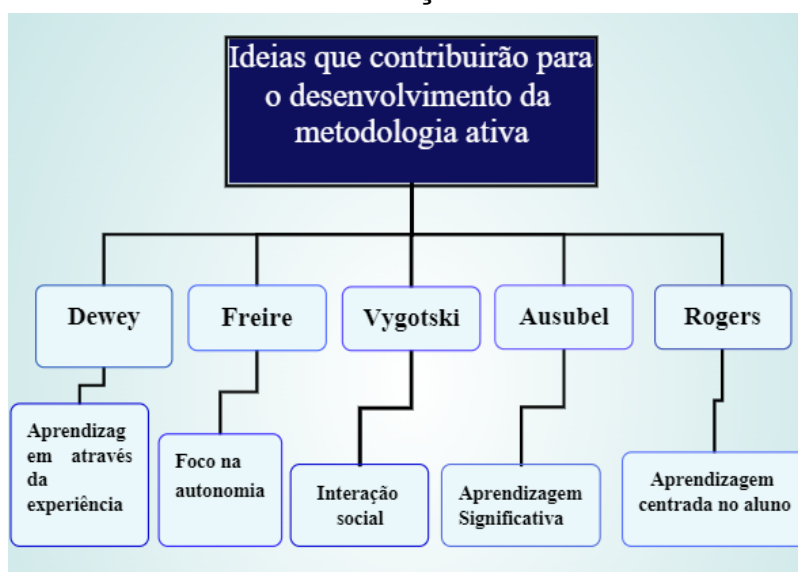 Ideias que contribuirão para
o desenvolvimento da
metodologia ativa
Dewey
Freire
Vygotski
Ausubel
Rogers
Aprendizag
em através
da
experiência
Foco na
autonomia
Interação
social
Aprendizagem
Significativa
Aprendizagem
centrada no aluno